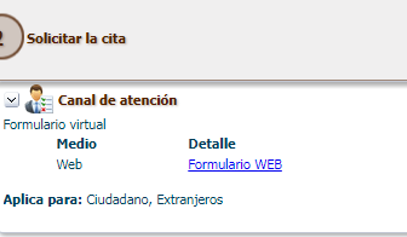 2 Solicitar la cita
Canal de atención
Formulario virtual
Medio Detalle
Web Formulario WEB
Aplica para: Ciudadano, Extranjeros